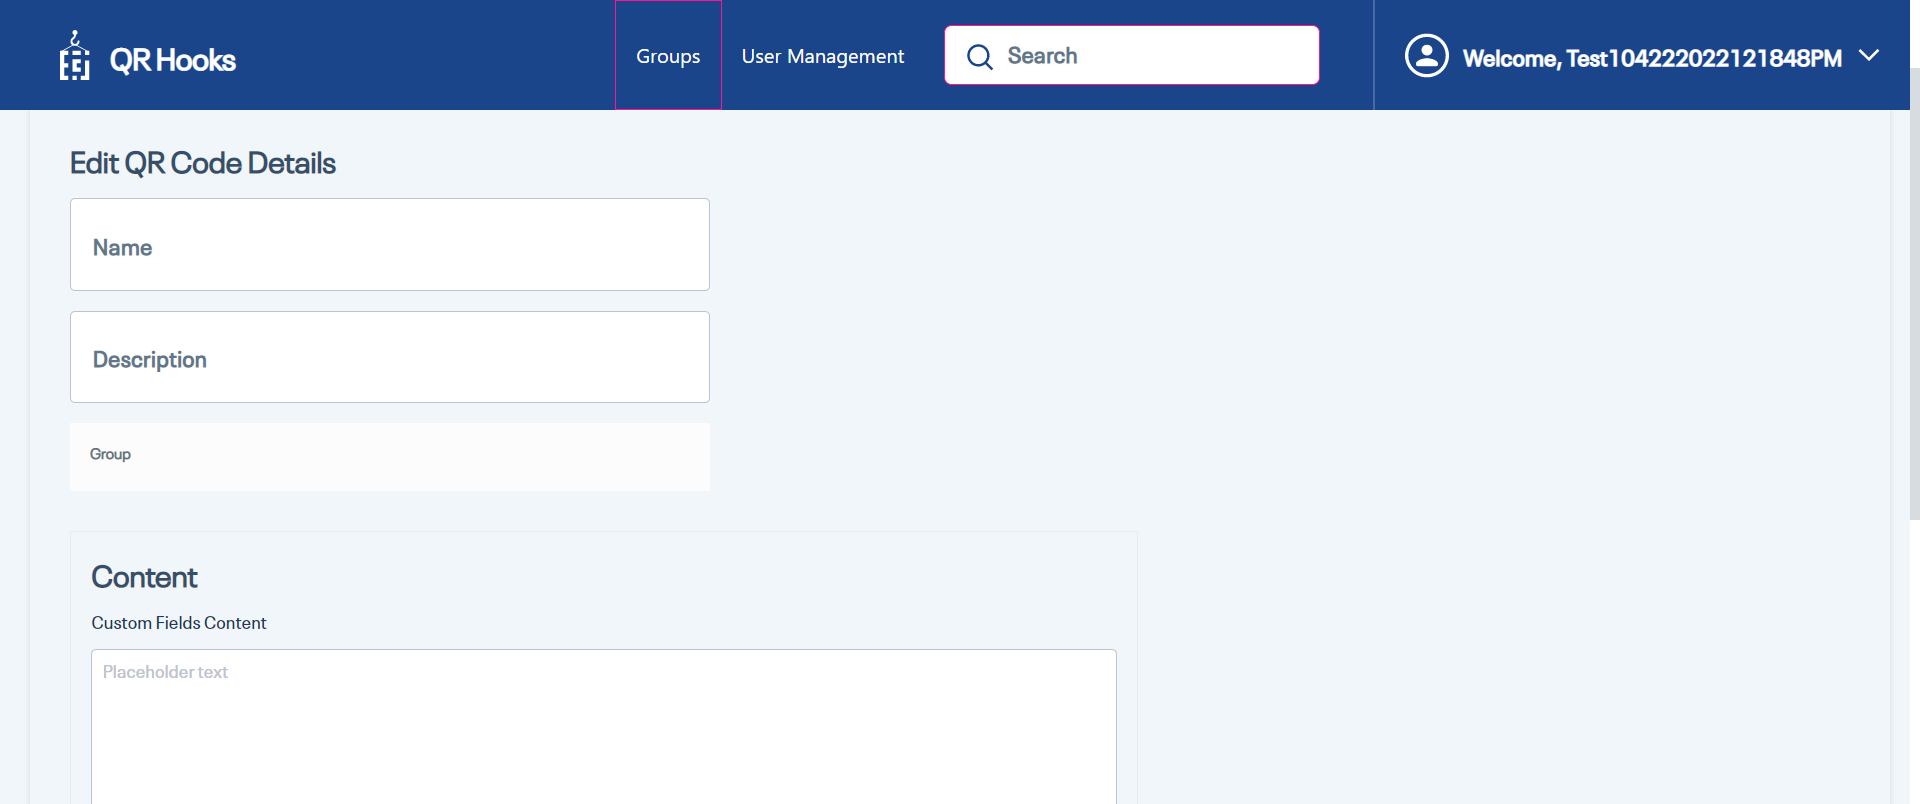 QR Hooks
Groups
User Management
Search
Welcome, Test104222022121848PM
Edit QR Code Details
Name
Description
Group
Content
Custom Fields Content
Placeholder text